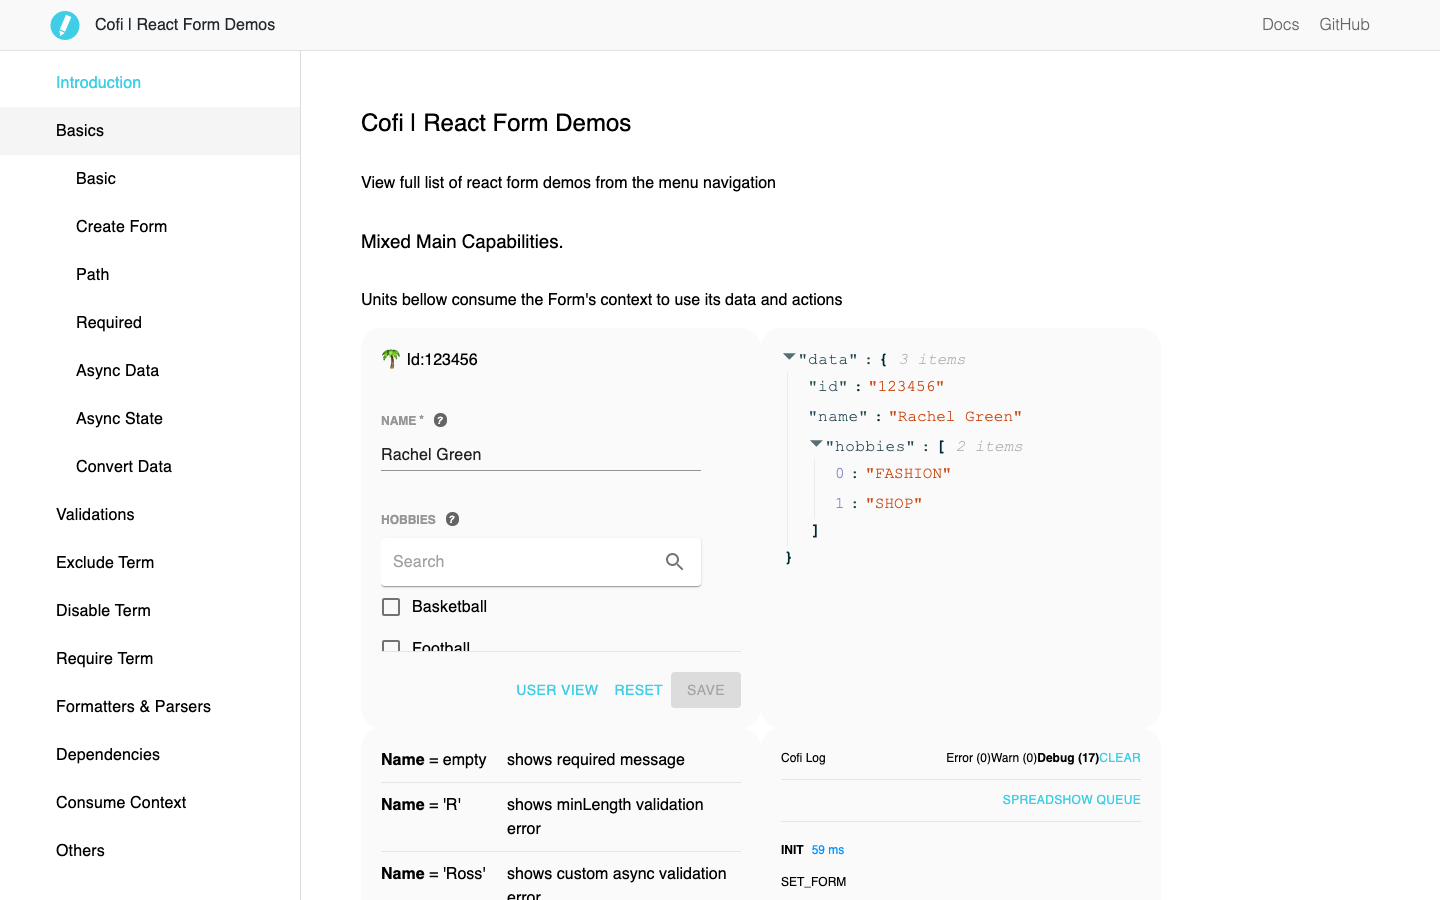 Cofi | React Form Demos
Docs
GitHub
Introduction
Basics
Basic
Create Form
Path
Required
Async Data
Async State
Convert Data
Validations
Exclude Term
Disable Term
Require Term
Formatters & Parsers
Dependencies
Consume Context
Others
Cofi | React Form Demos
View full list of react form demos from the menu navigation
Mixed Main Capabilities.
Units bellow consume the Form's context to use its data and actions
🌴 Id:123456
NAME *
Rachel Green
HOBBIES
Search
Basketball
Football
USER VIEW RESET SAVE
"data" : { 3 items
"id" : "123456"
"name" : "Rachel Green"
"hobbies" : [ 2 items
0 : "FASHION"
1 : "SHOP"
]
}
Name = empty shows required message
Name = 'R' shows minLength validation
error
Name = 'Ross' shows custom async validation
error
Cofi Log Error (0)Warn (0)Debug (17)CLEAR
SPREADSHOW QUEUE
INIT 59 ms
SET_FORM